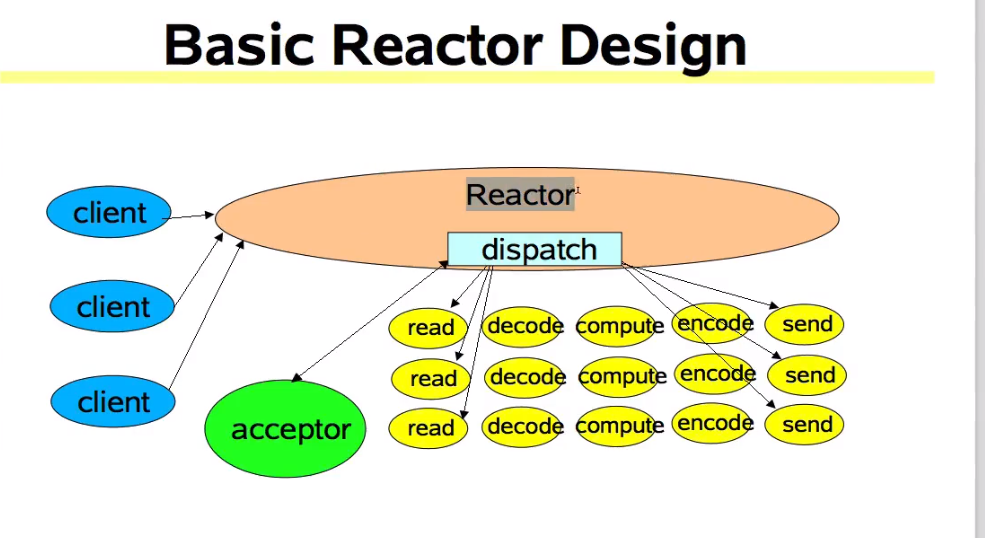 Basic Reactor Design
Reactor
dispatch
client
client
client
acceptor
read decode compute encode send
read decode compute encode send
read decode compute encode send